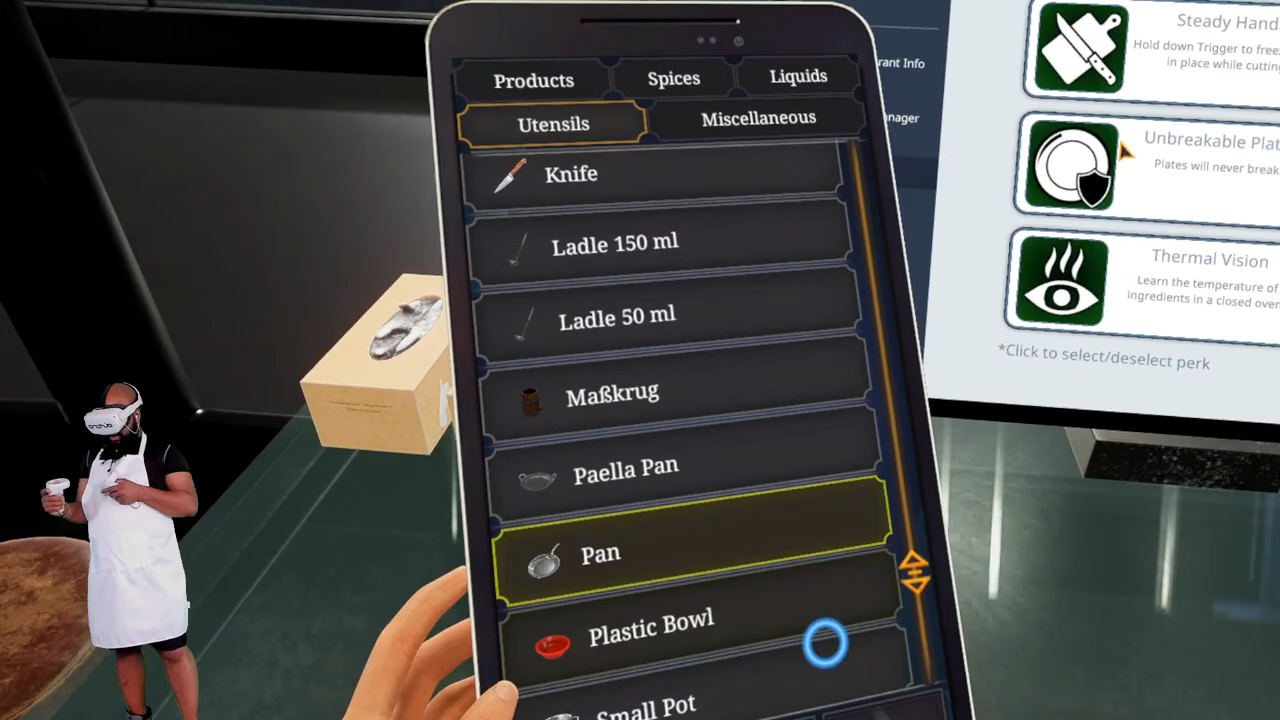 Products
Spices
Liquids
Utensils
Miscellaneous
Knife
Ladle 150 ml
Ladle 50 ml
Maßkrug
Paella Pan
Pan
Plastic Bowl
Small Pot
rant Info
anager
Steady Hand
Hold down Trigger to free
in place while cutting
Unbreakable Plat
Plates will never break
Thermal Vision
Learn the temperature of
ingredients in a closed ove
*Click to select/deselect perk